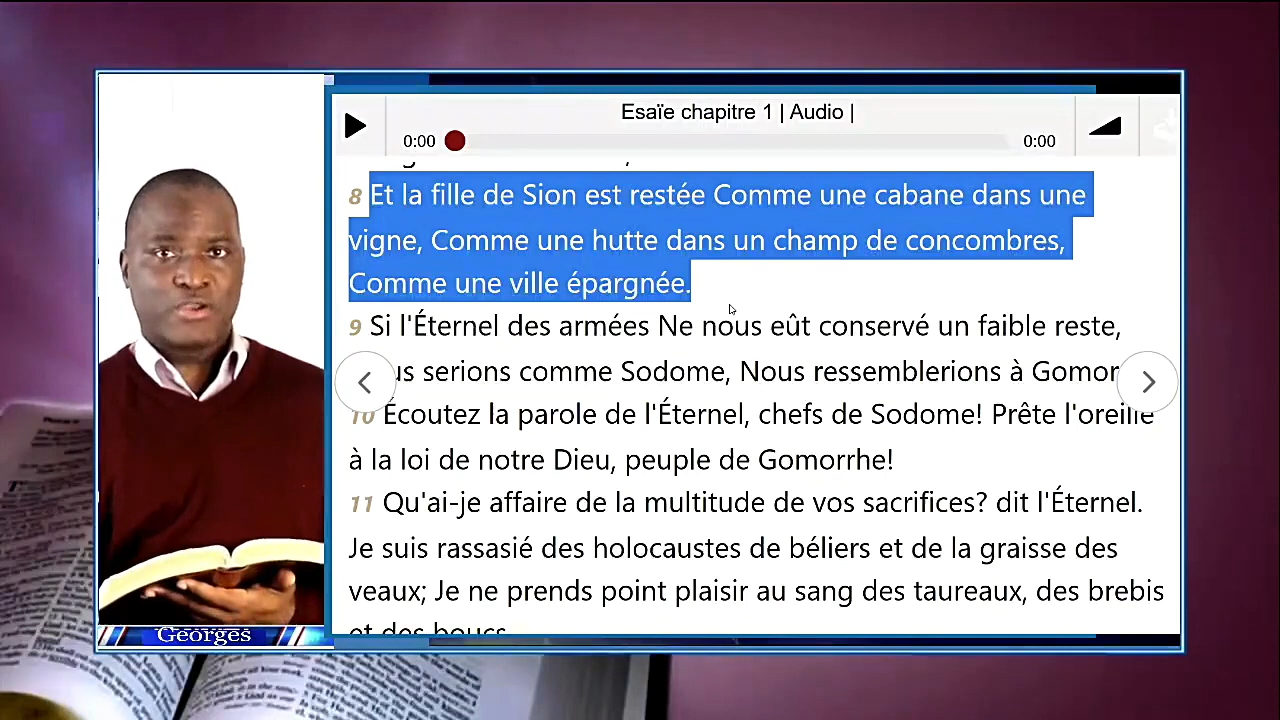 Esaïe chapitre 1 | Audio |
0:00
0:00
8 Et la fille de Sion est restée Comme une cabane dans une
vigne, Comme une hutte dans un champ de concombres,
Comme une ville épargnée.
9 Si l'Éternel des armées Ne nous eût conservé un faible reste,
serions comme Sodome, Nous ressemblerions à
10 Écoutez la parole de l'Éternel, chefs de Sodome! Prête l'oreille
à la loi de notre Dieu, peuple de Gomorrhe!
11 Qu'ai-je affaire de la multitude de vos sacrifices? dit l'Éternel.
Je suis rassasié des holocaustes de béliers et de la graisse des
veaux; Je ne prends point plaisir au sang des taureaux, des brebis
et des boucs
Georges